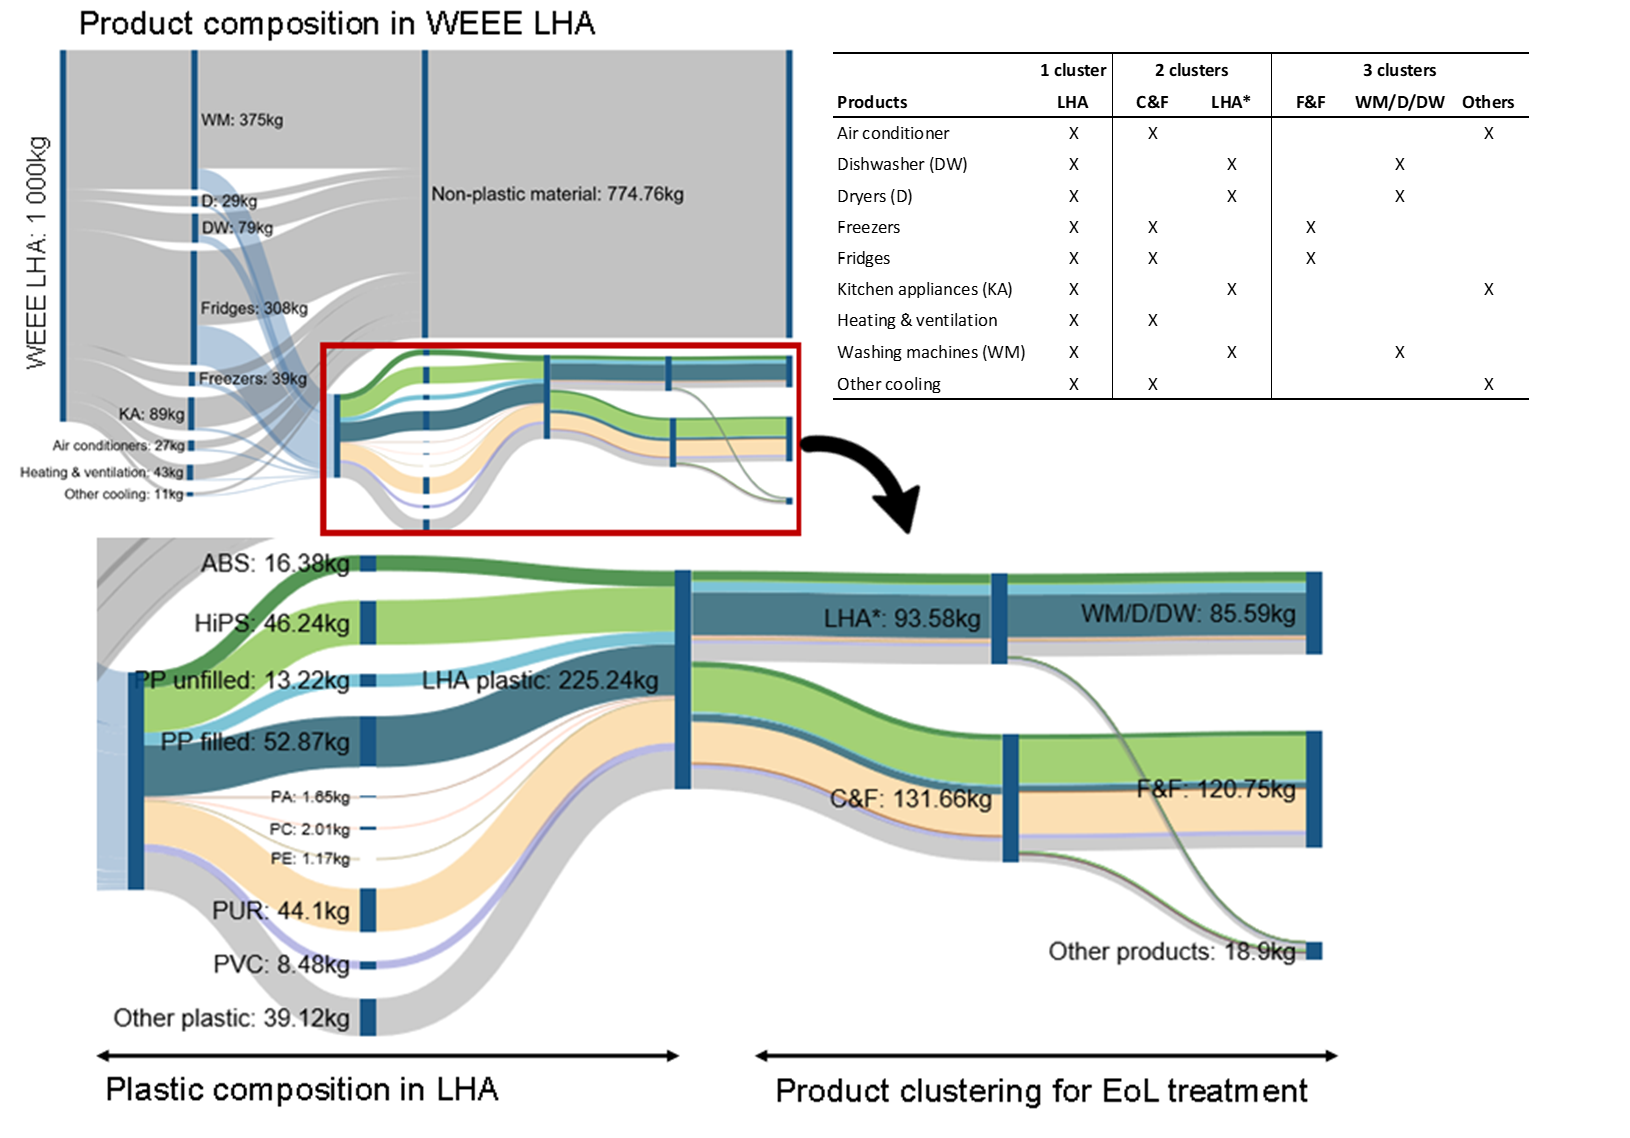 Product composition in WEEE LHA
WEEE LHA: 1 000kg
WM: 375kg
D: 29kg
DW: 79kg
Fridges: 308kg
Freezers: 39kg
KA: 89kg
Air conditioners: 27kg
Heating & ventilation: 43kg
Other cooling: 11kg
Non-plastic material: 774.76kg
1 cluster 2 clusters 3 clusters
Products LHA C&F LHA* F&F WM/D/DW Others
Air conditioner X X X
Dishwasher (DW) X X X
Dryers (D) X X X
Freezers X X X
Fridges X X X
Kitchen appliances (KA) X X X
Heating & ventilation X X
Washing machines (WM) X X X
Other cooling X X X
ABS: 16.38kg
HiPS: 46.24kg
PP unfilled: 13.22kg
PP filled: 52.87kg
PA: 1.65kg
PC: 2.01kg
PE: 1.17kg
PUR: 44.1kg
PVC: 8.48kg
Other plastic: 39.12kg
LHA plastic: 225.24kg
LHA*: 93.58kg
WM/D/DW: 85.59kg
C&F: 131.66kg
F&F: 120.75kg
Other products: 18.9kg
Plastic composition in LHA
Product clustering for EoL treatment